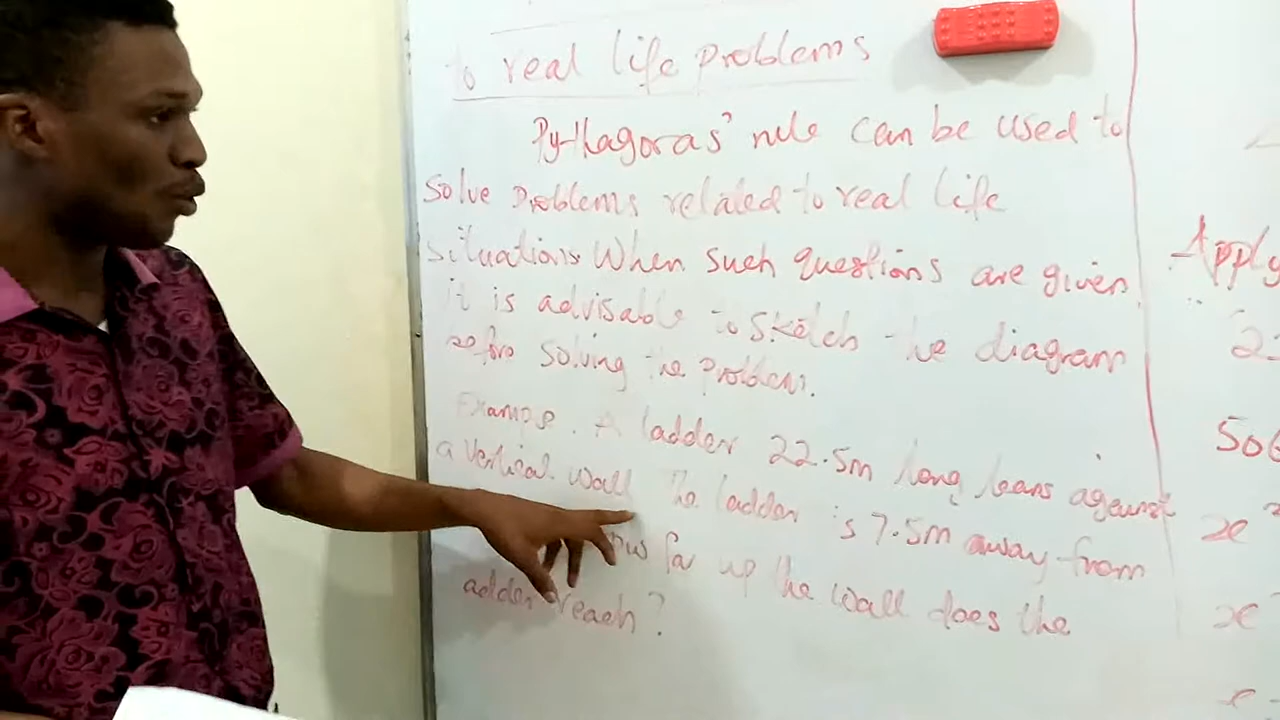 to real life problems
Pythagoras' rule can be used to
Solve problems related to real life
Situations. When such questions are given
it is advisable to sketch the diagram
before solving the problem.
Example. A ladder 22.5m long leans against
a vertical wall The ladder is 7.5m away from
far up the wall does the
ladder reach?
Apply